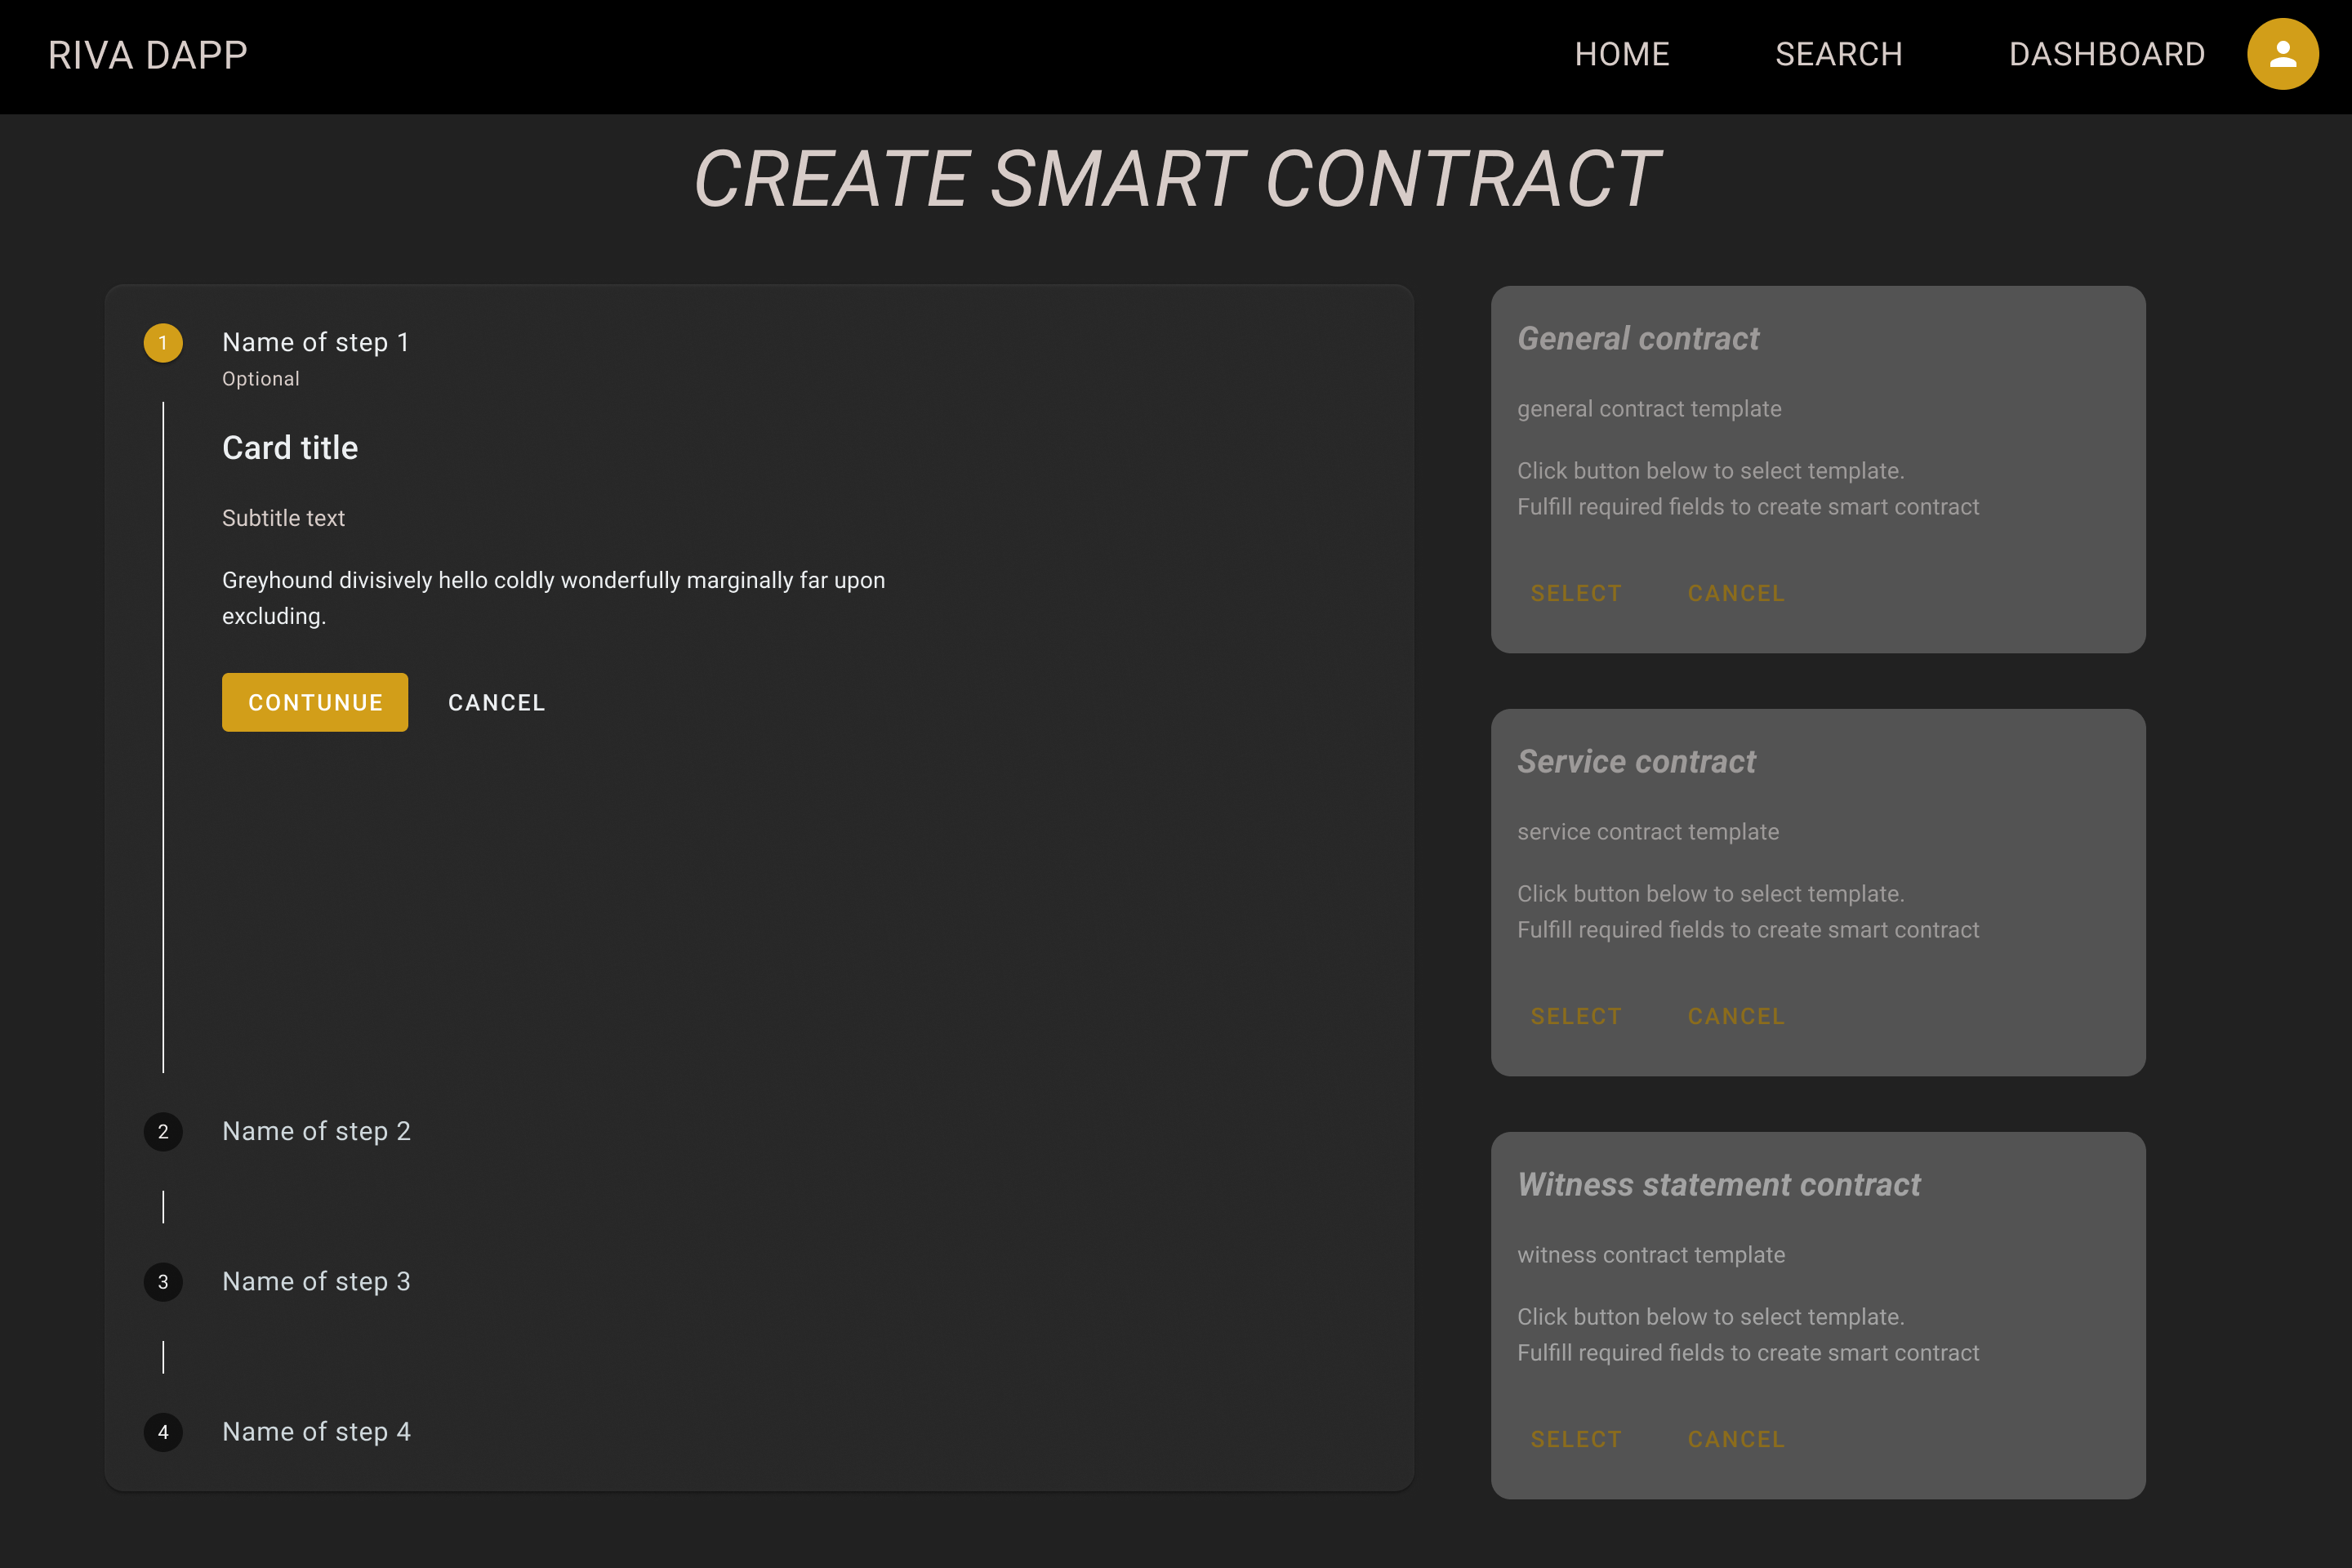 RIVA DAPP
HOME
SEARCH
DASHBOARD
CREATE SMART CONTRACT
1
Name of step 1
Optional
Card title
Subtitle text
Greyhound divisively hello coldly wonderfully marginally far upon
excluding.
CONTUNUE
CANCEL
2
Name of step 2
3
Name of step 3
4
Name of step 4
General contract
general contract template
Click button below to select template.
Fulfill required fields to create smart contract
SELECT
CANCEL
Service contract
service contract template
Click button below to select template.
Fulfill required fields to create smart contract
SELECT
CANCEL
Witness statement contract
witness contract template
Click button below to select template.
Fulfill required fields to create smart contract
SELECT
CANCEL